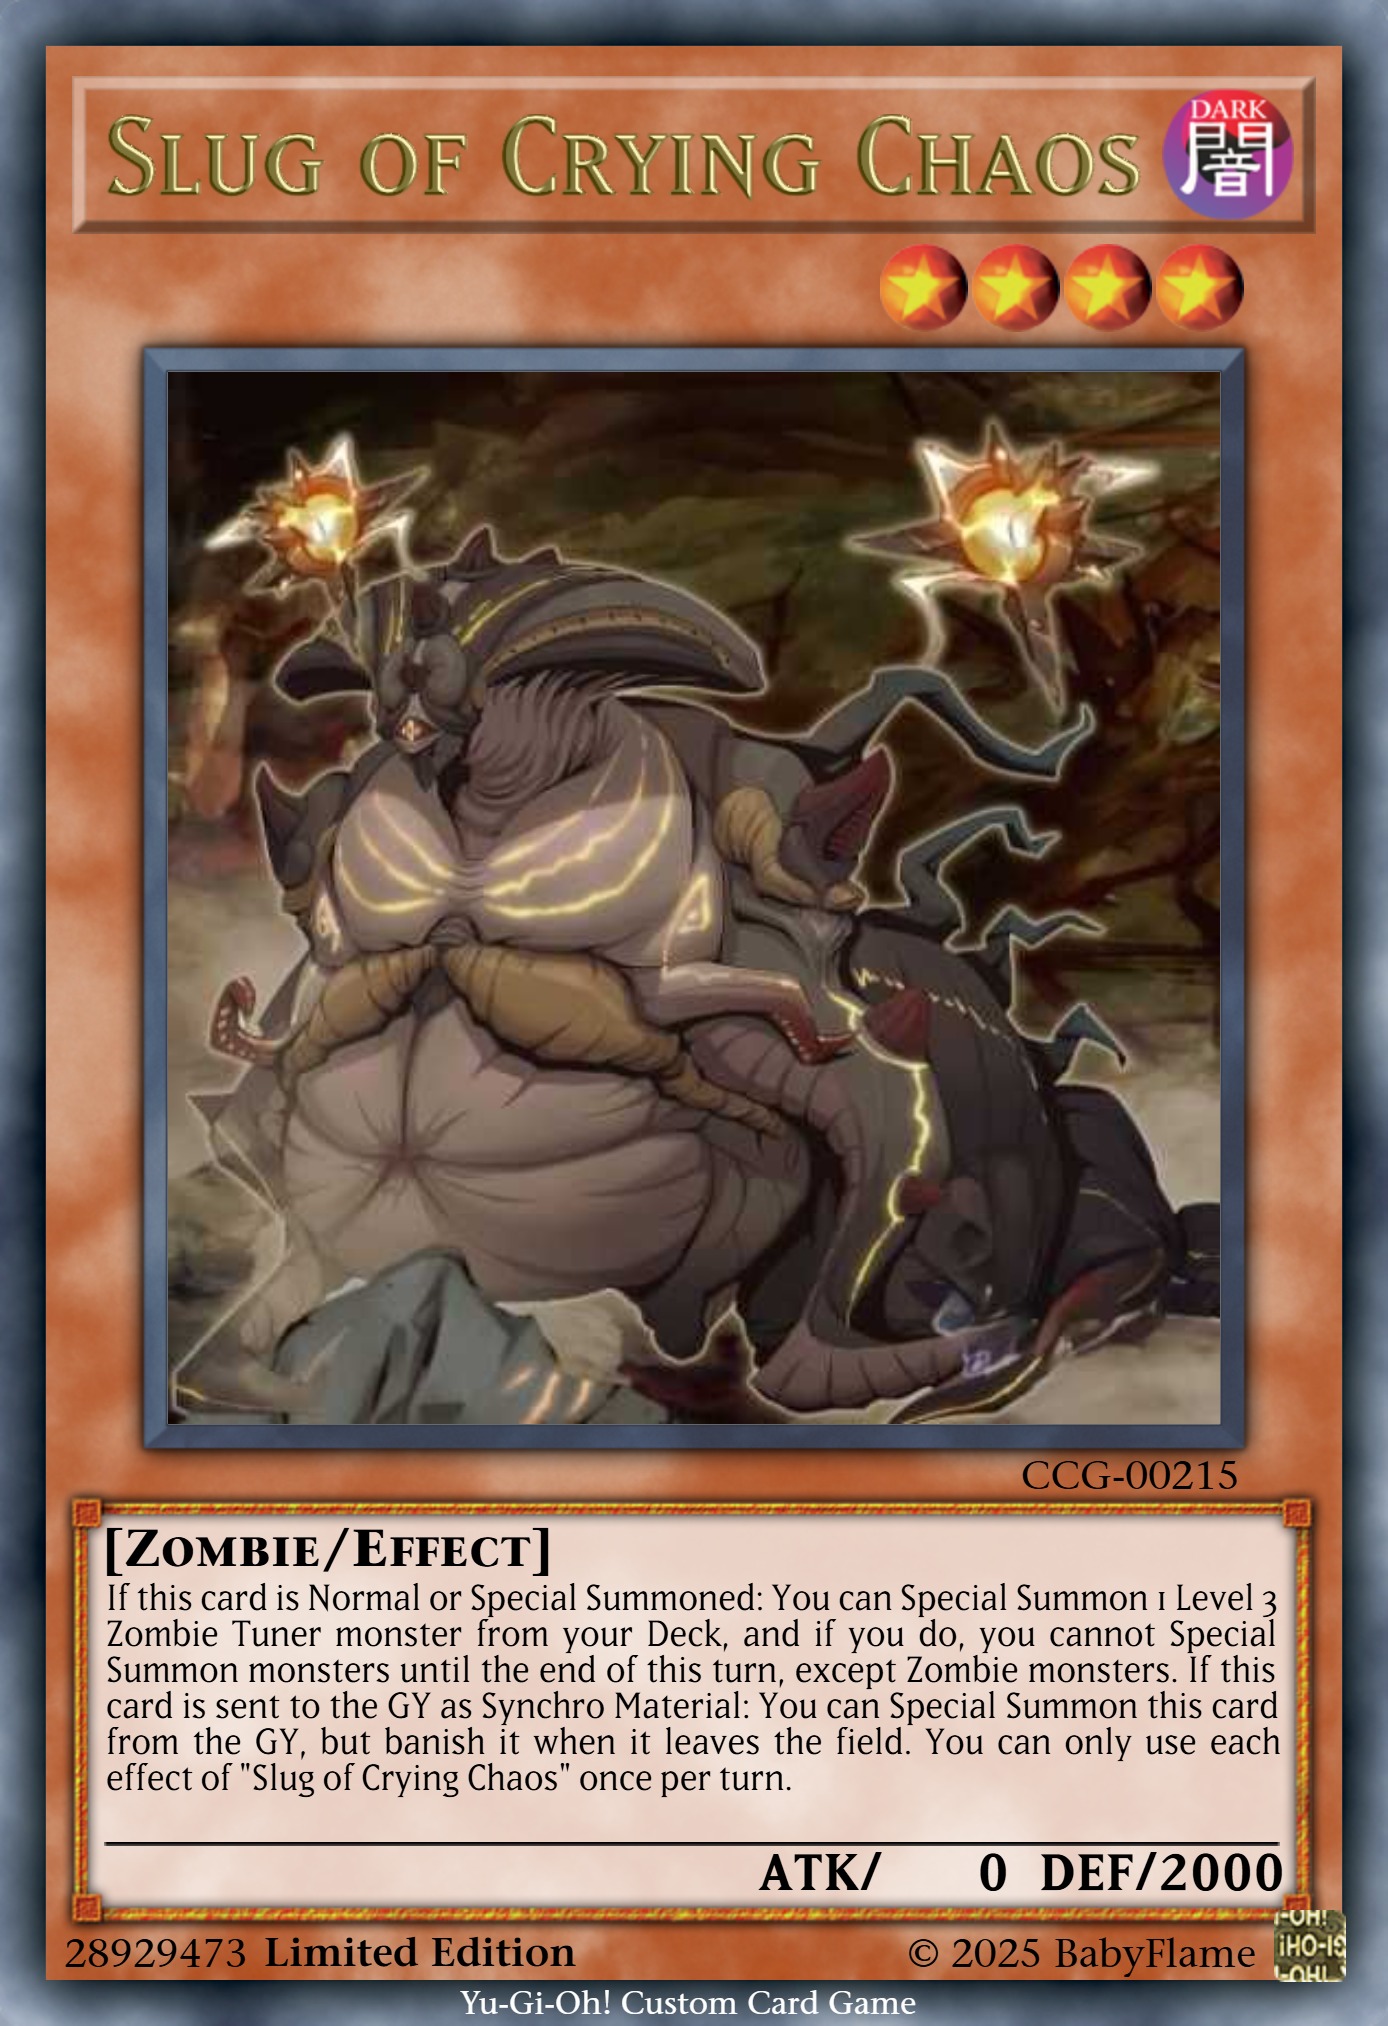 Slug of Crying Chaos
DARK
闇
CCG-00215
[Zombie/Effect]
If this card is Normal or Special Summoned: You can Special Summon 1 Level 3
Zombie Tuner monster from your Deck, and if you do, you cannot Special
Summon monsters until the end of this turn, except Zombie monsters. If this
card is sent to the GY as Synchro Material: You can Special Summon this card
from the GY, but banish it when it leaves the field. You can only use each
effect of "Slug of Crying Chaos" once per turn.
ATK/ 0 DEF/2000
28929473 Limited Edition
© 2025 BabyFlame
Yu-Gi-Oh! Custom Card Game